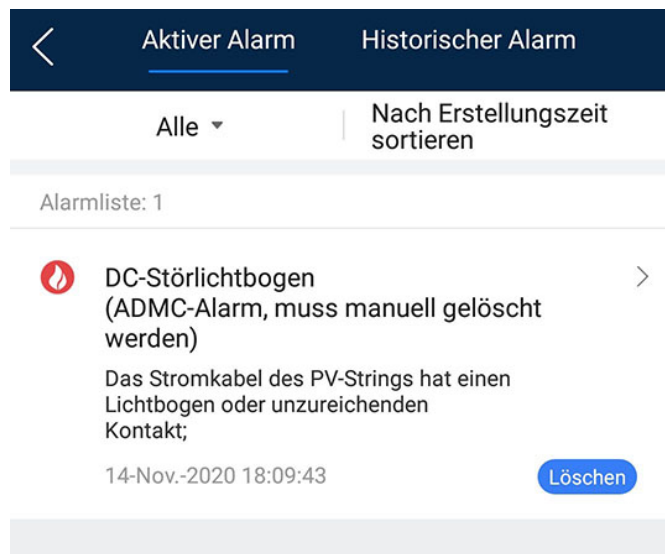 Aktiver Alarm
Historischer Alarm
Alle
Nach Erstellungszeit
sortieren
Alarmliste: 1
DC-Störlichtbogen
(ADMC-Alarm, muss manuell gelöscht
werden)
Das Stromkabel des PV-Strings hat einen
Lichtbogen oder unzureichenden
Kontakt;
14-Nov.-2020 18:09:43
Löschen